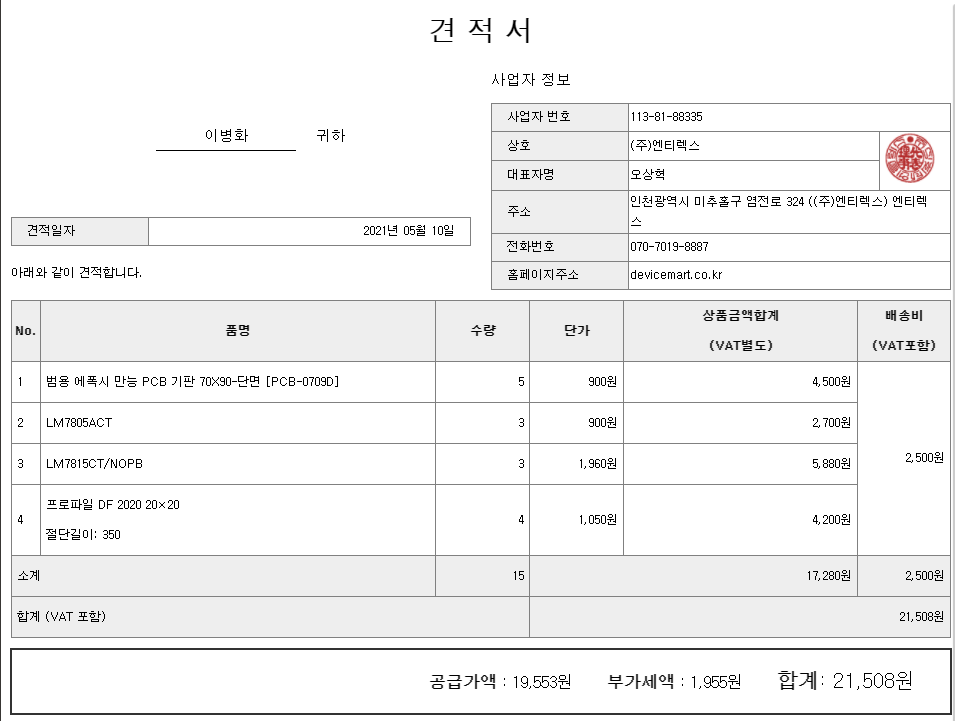 견 적 서
사업자 정보
이병화 귀하
사업자 번호 113-81-88335
상호 (주)엔티렉스
대표자명 오상혁
주소 인천광역시 미추홀구 염전로 324 ((주)엔티렉스) 엔티렉
스
전화번호 070-7019-8887
홈페이지주소 devicemart.co.kr
견적일자 2021년 05월 10일
아래와 같이 견적합니다.
No. 품명 수량 단가 상품금액합계 배송비
(VAT별도) (VAT포함)
1 범용 에폭시 만능 PCB 기판 70X90-단면 [PCB-0709D] 5 900원 4,500원
2 LM7805ACT 3 900원 2,700원
3 LM7815CT/NOPB 3 1,960원 5,880원 2,500원
4 프로파일 DF 2020 20×20
절단길이: 350 4 1,050원 4,200원
소계 15 17,280원 2,500원
합계 (VAT 포함) 21,508원
공급가액 : 19,553원 부가세액 : 1,955원 합계: 21,508원